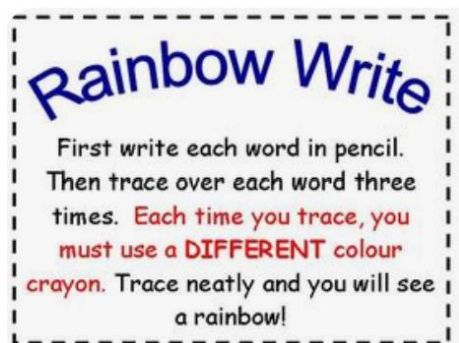 Rainbow Write
First write each word in pencil.
Then trace over each word three
times. Each time you trace, you
must use a DIFFERENT colour
crayon. Trace neatly and you will see
a rainbow!